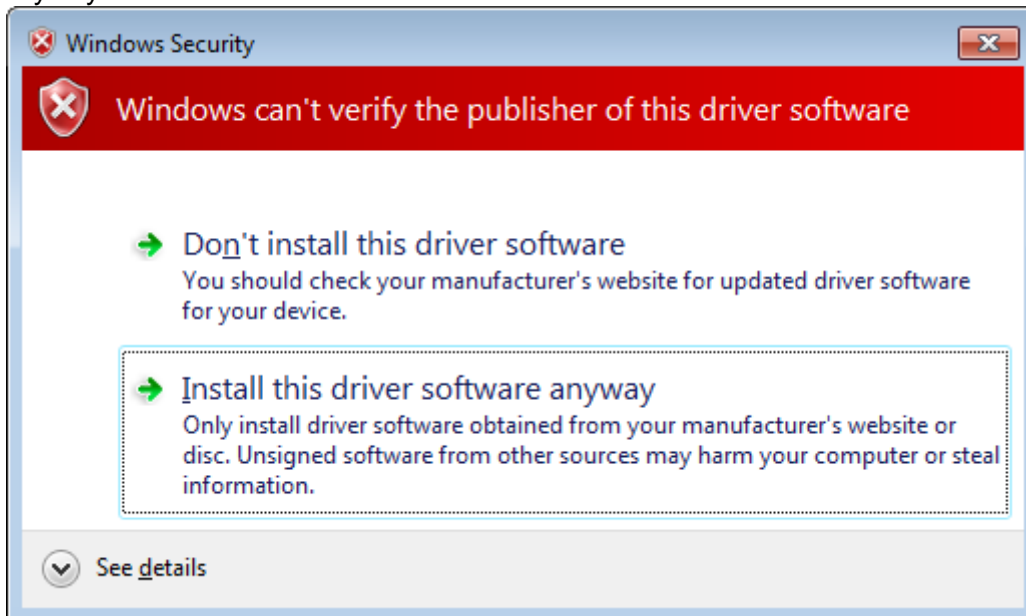 Windows Security
Windows can't verify the publisher of this driver software
Don't install this driver software
You should check your manufacturer's website for updated driver software
for your device.
Install this driver software anyway
Only install driver software obtained from your manufacturer's website or
disc. Unsigned software from other sources may harm your computer or steal
information.
See details